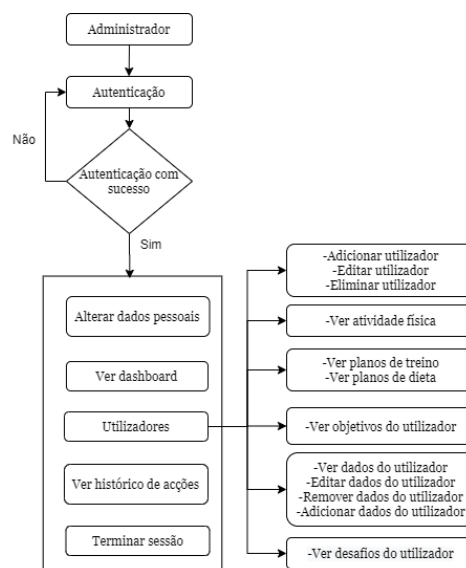 Administrador
Autenticação
Não
Autenticação com
sucesso
Sim
Alterar dados pessoais
Ver dashboard
Utilizadores
Ver histórico de acções
Terminar sessão
-Adicionar utilizador
-Editar utilizador
-Eliminar utilizador
-Ver atividade física
-Ver planos de treino
-Ver planos de dieta
-Ver objetivos do utilizador
-Ver dados do utilizador
-Editar dados do utilizador
-Remover dados do utilizador
-Adicionar dados do utilizador
-Ver desafios do utilizador